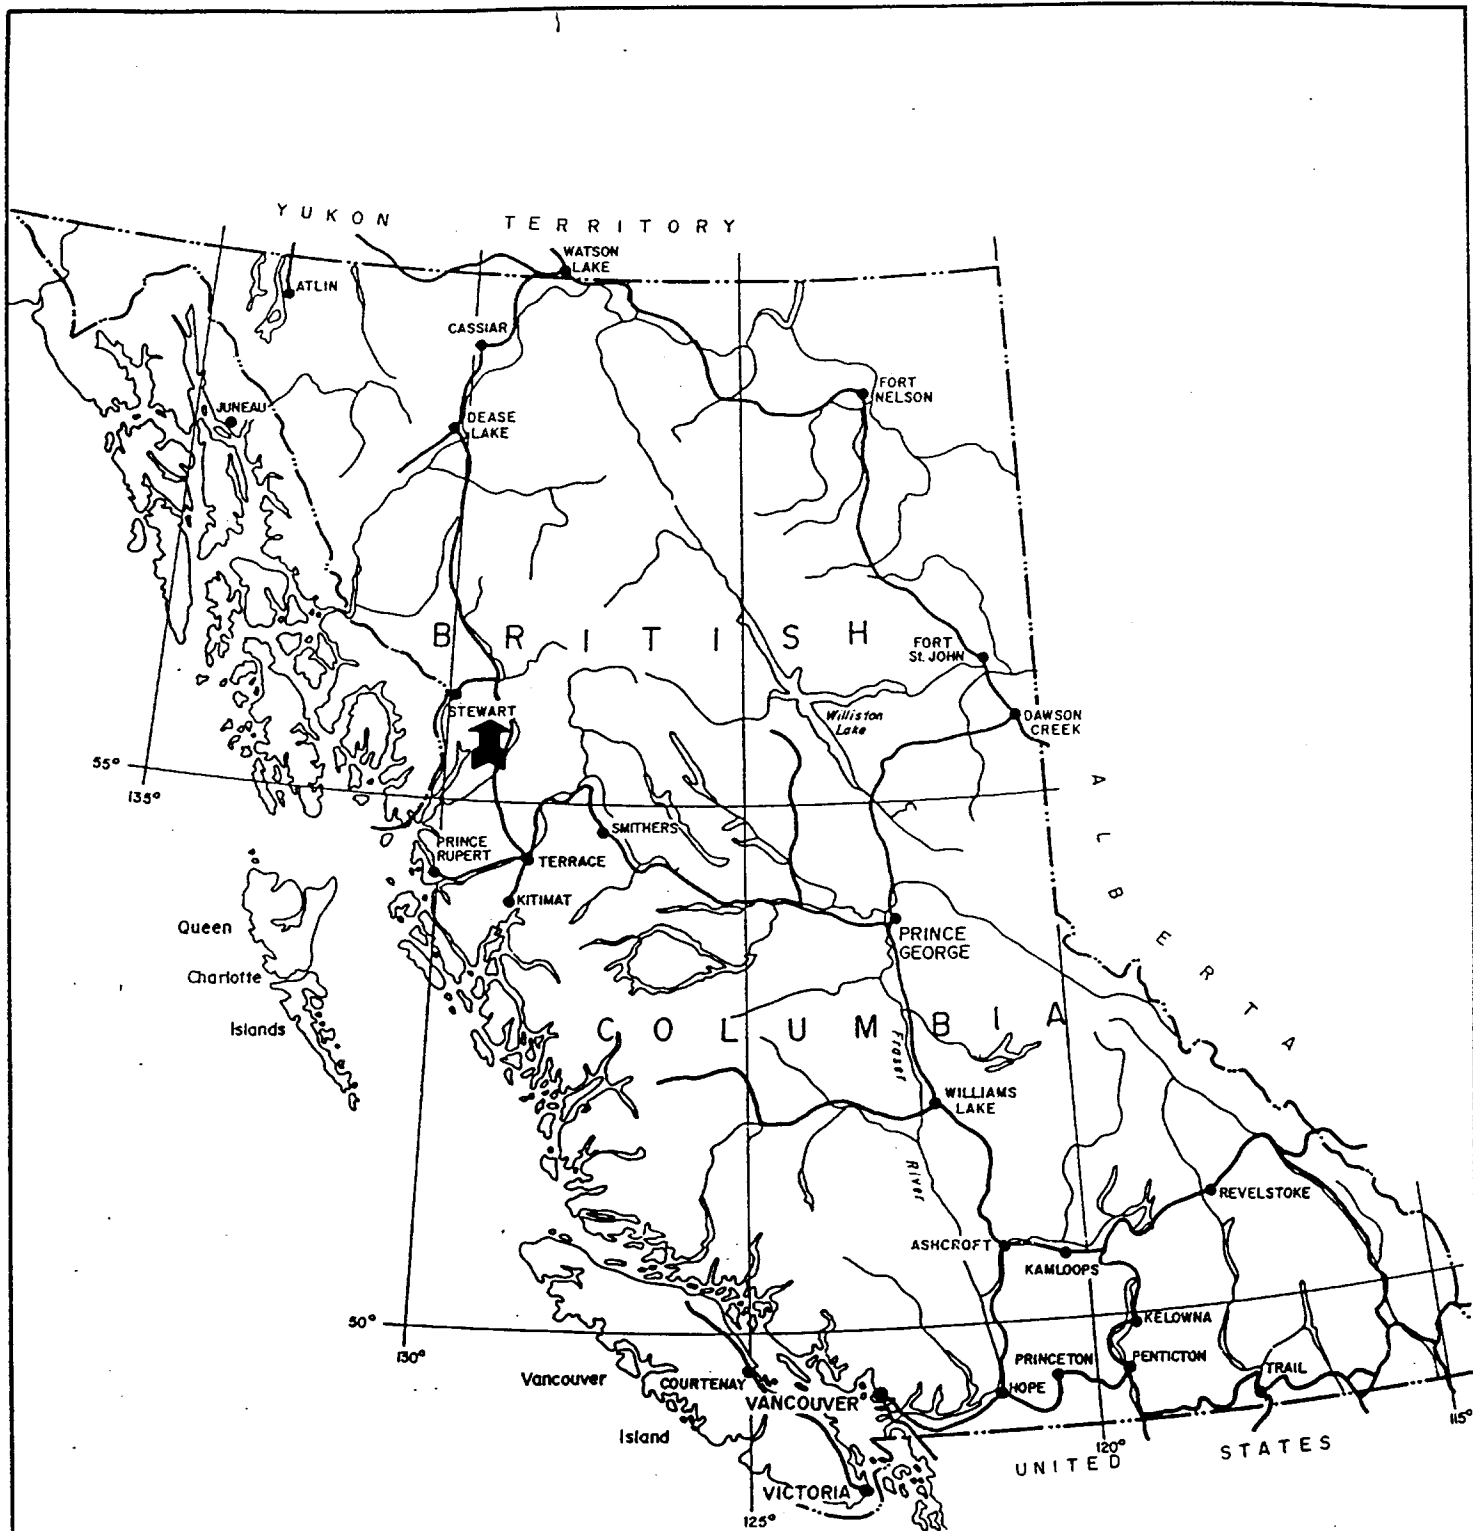 YUKON TERRITORY
WATSON
LAKE
ATLIN
CASSIAR
FORT
NELSON
JUNEAU
DEASE
LAKE
BRITISH
FORT
St. JOHN
STEWART
Williston
Lake
DAWSON
CREEK
55°
135°
ALBERTA
PRINCE
RUPERT
SMITHERS
TERRACE
KITIMAT
Queen
Charlotte
Islands
PRINCE
GEORGE
COLUMBIA
Fraser
River
WILLIAMS
LAKE
REVELSTOKE
ASHCROFT
KAMLOOPS
50°
130°
KELOWNA
PRINCETON
PENTICTON
TRAIL
HOPE
Vancouver
Island
COURTENAY
VANCOUVER
115°
120°
UNITED STATES
VICTORIA
125°